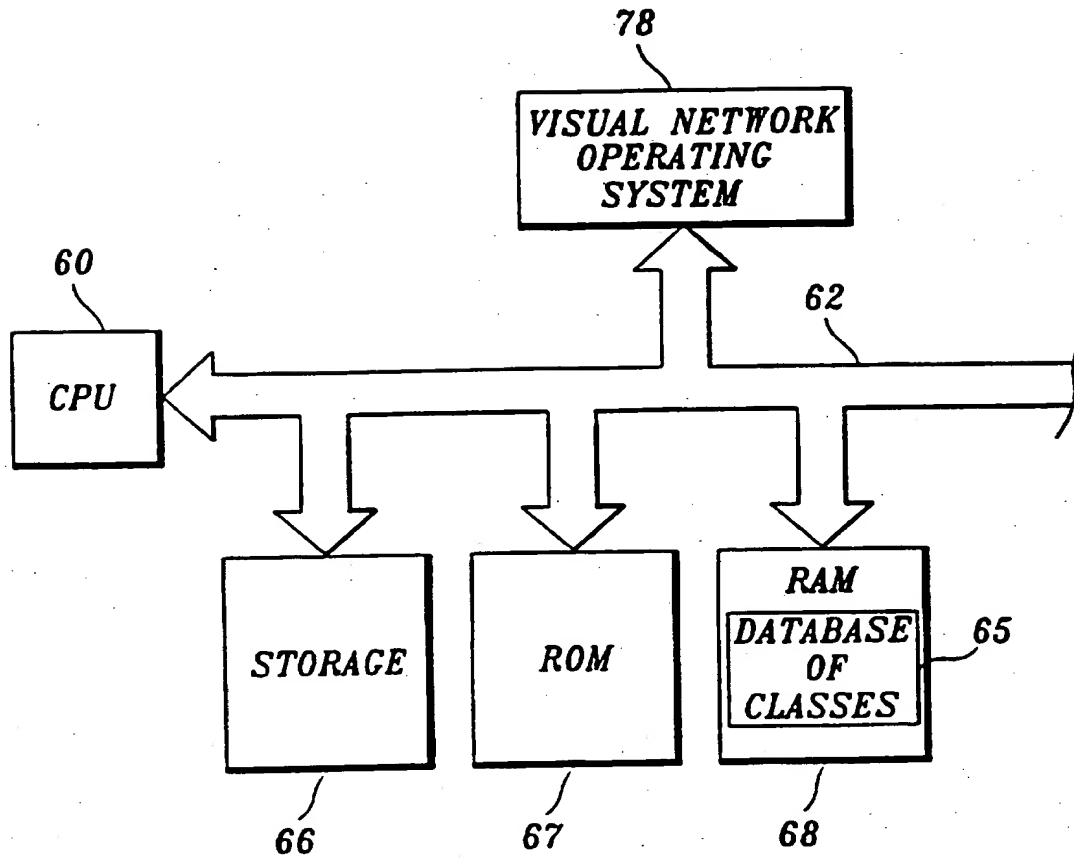 78
VISUAL NETWORK
OPERATING
SYSTEM
60
62
CPU
STORAGE
ROM
RAM
DATABASE
OF
CLASSES
65
66
67
68